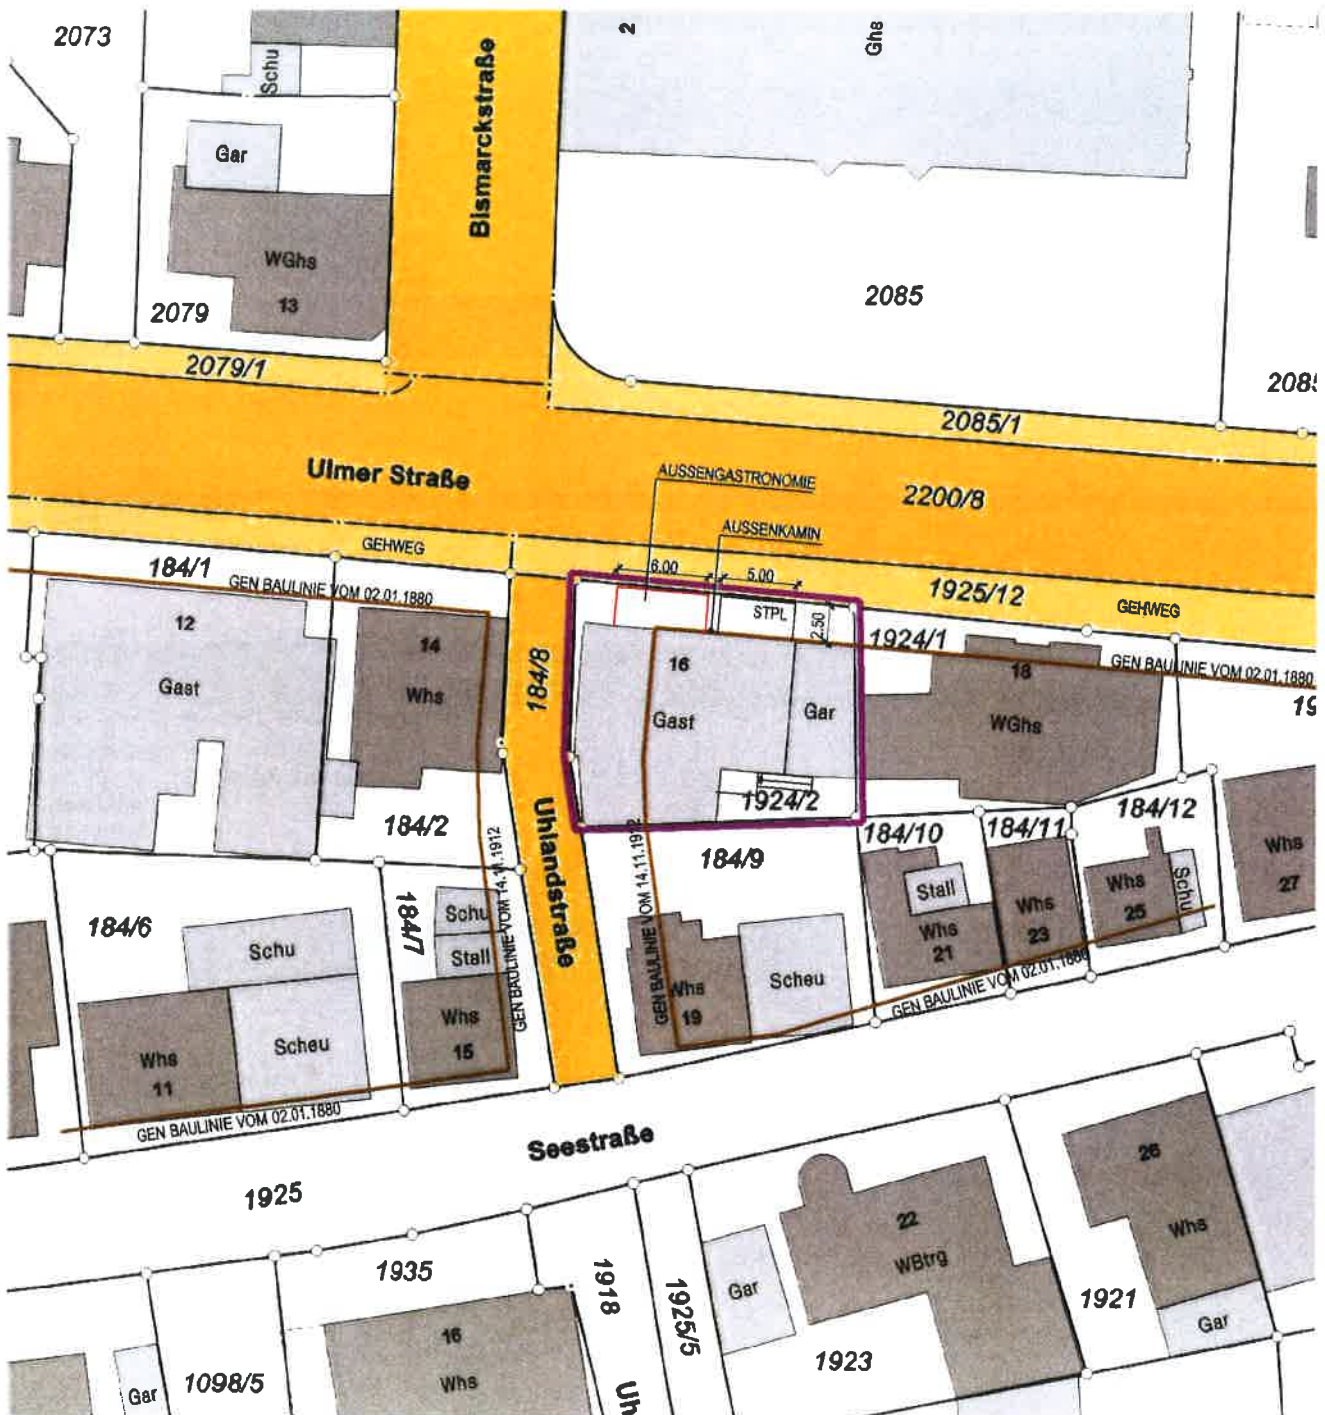 2073
Schu
Bismarckstraße
2
Ghs
Gar
WGhs
13
2079
2085
2079/1
2085/1
Ulmer Straße
AUSSENGASTRONOMIE
2200/8
AUSSENKAMIN
GEHWEG
184/1
GEN BAULINIE VOM 02.01.1880
6.00
5.00
1925/12
GEHWEG
STPL
2.50
12
Gast
14
Whs
184/8
16
Gast
Gar
1924/1
GEN BAULINIE VOM 02.01.1880
18
WGhs
184/2
Uhlandstraße
1924/2
184/9
184/10
184/11
184/12
GEN BAULINIE VOM 14.11.1912
GEN BAULINIE VOM 14.11.1912
Whs
27
184/6
184/7
Schu
Stall
Schu
Whs
15
Scheu
Whs
11
GEN BAULINIE VOM 02.01.1880
Whs
19
Scheu
Stall
Whs
21
Whs
23
Whs
25
Schu
GEN BAULINIE VOM 02.01.1880
Seestraße
1925
1935
1918
1925/5
Gar
22
WBtrg
26
Whs
1921
Gar
1923
16
Whs
1098/5
Gar
Uh